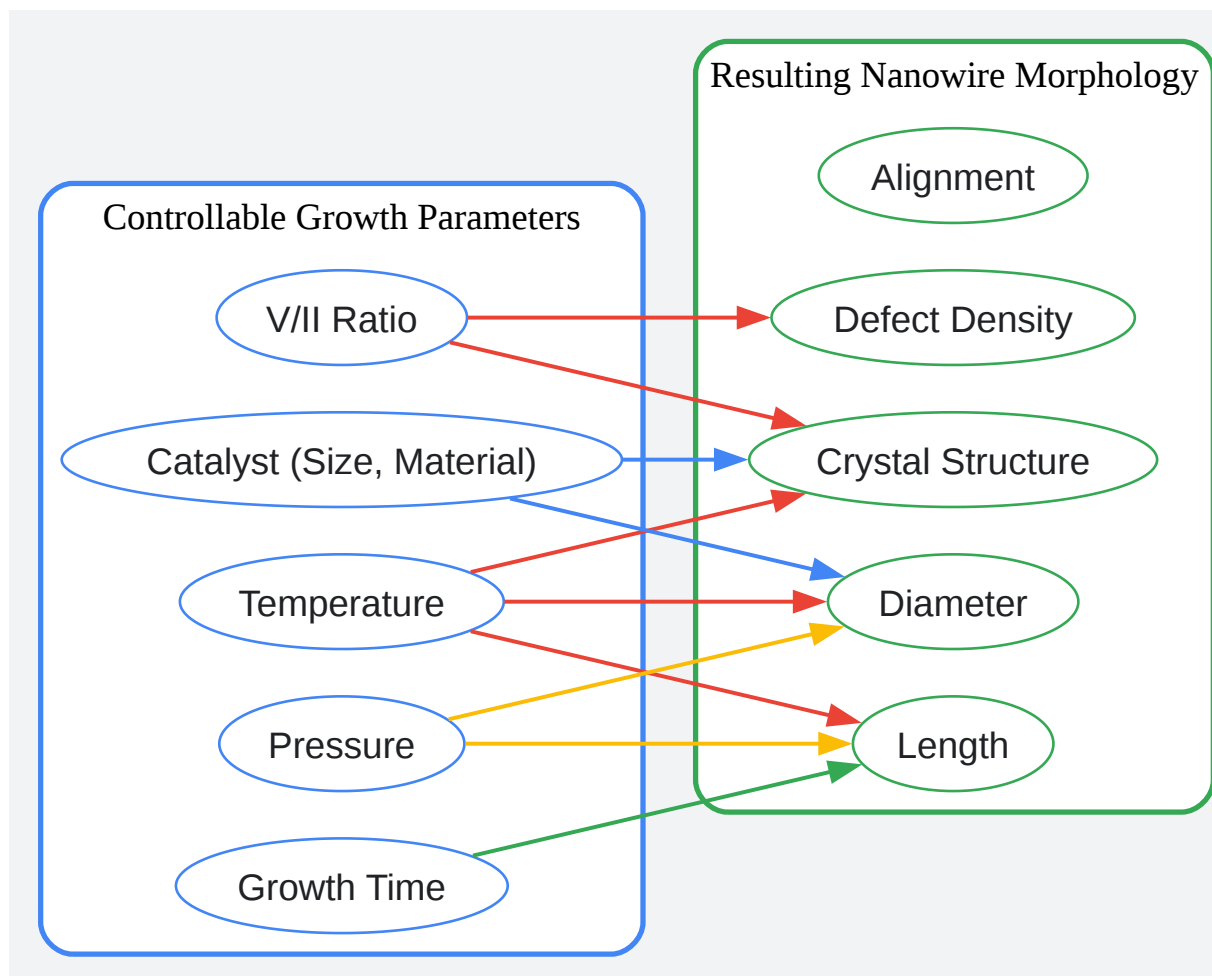 Controllable Growth Parameters
V/II Ratio
Catalyst (Size, Material)
Temperature
Pressure
Growth Time
Resulting Nanowire Morphology
Alignment
Defect Density
Crystal Structure
Diameter
Length